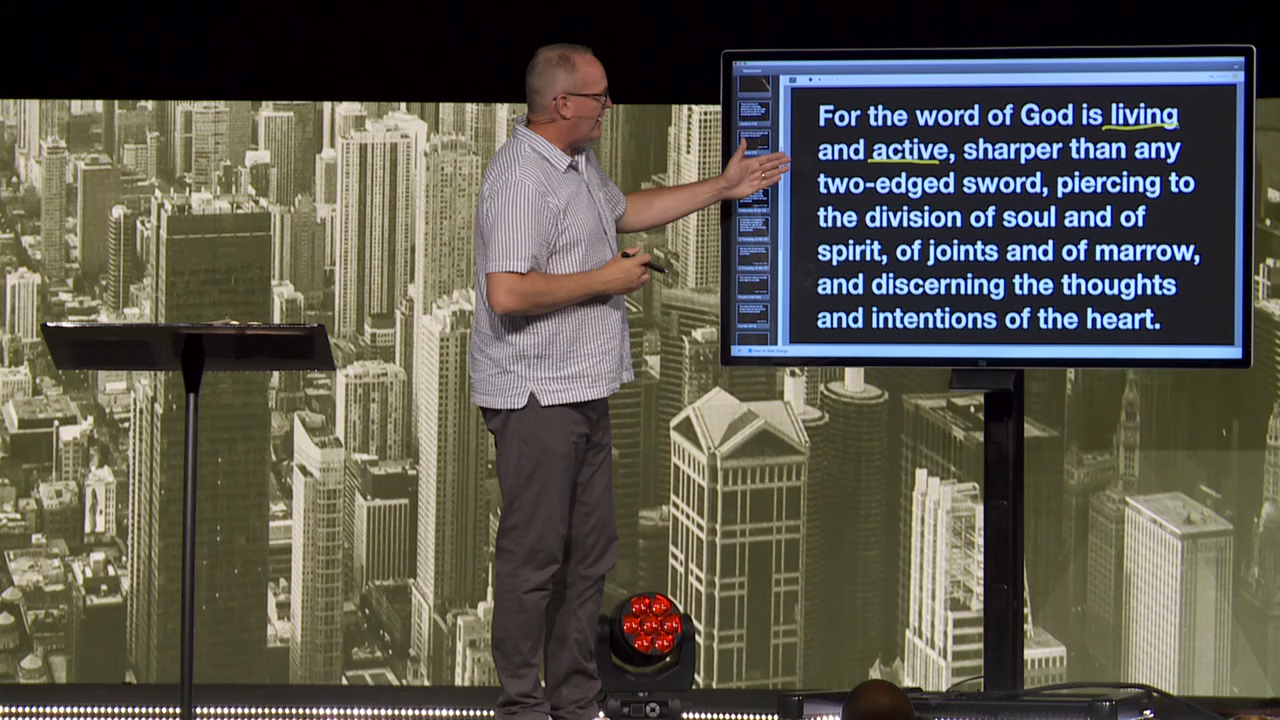 For the word of God is living
and active, sharper than any
two-edged sword, piercing to
the division of soul and of
spirit, of joints and of marrow,
and discerning the thoughts
and intentions of the heart.